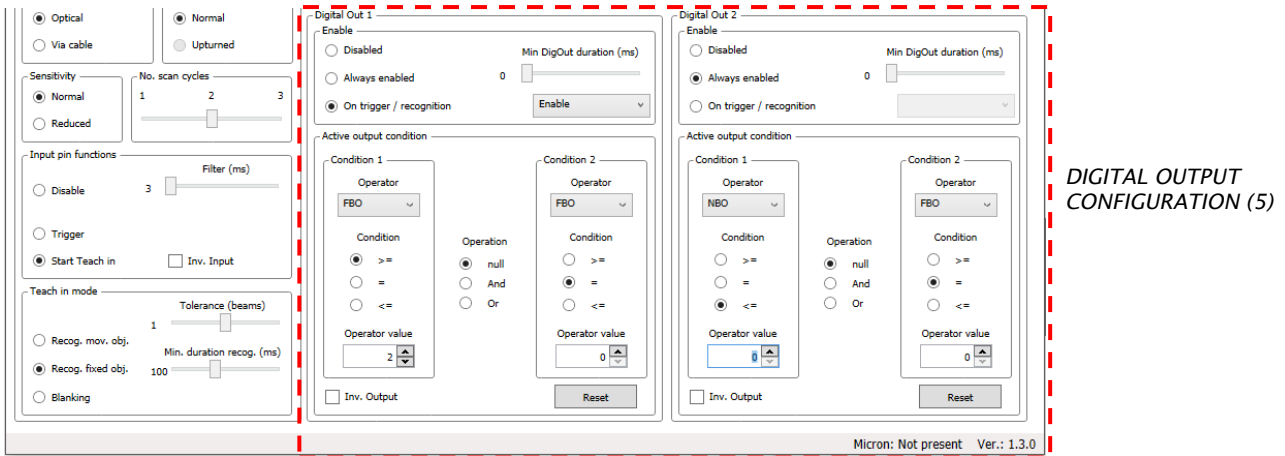 Optical
Normal
Via cable
Upturned
Sensitivity
No. scan cycles
Normal
1 2 3
Reduced
Input pin functions
Filter (ms)
Disable
3
Trigger
Start Teach in
Inv. Input
Teach in mode
Tolerance (beams)
1
Recog. mov. obj.
Min. duration recog. (ms)
Recog. fixed obj.
100
Blanking
Digital Out 1
Enable
Disabled
Min DigOut duration (ms)
Always enabled
0
On trigger / recognition
Enable
Active output condition
Condition 1
Operator
FBO
Condition
>=
=
<=
Operator value
2
Operation
null
And
Or
Condition 2
Operator
FBO
Condition
>=
=
<=
Operator value
0
Inv. Output
Reset
Digital Out 2
Enable
Disabled
Min DigOut duration (ms)
Always enabled
0
On trigger / recognition
Active output condition
Condition 1
Operator
NBO
Condition
>=
=
<=
Operator value
0
Operation
null
And
Or
Condition 2
Operator
FBO
Condition
>=
=
<=
Operator value
0
Inv. Output
Reset
Micron: Not present Ver.: 1.3.0
DIGITAL OUTPUT
CONFIGURATION (5)